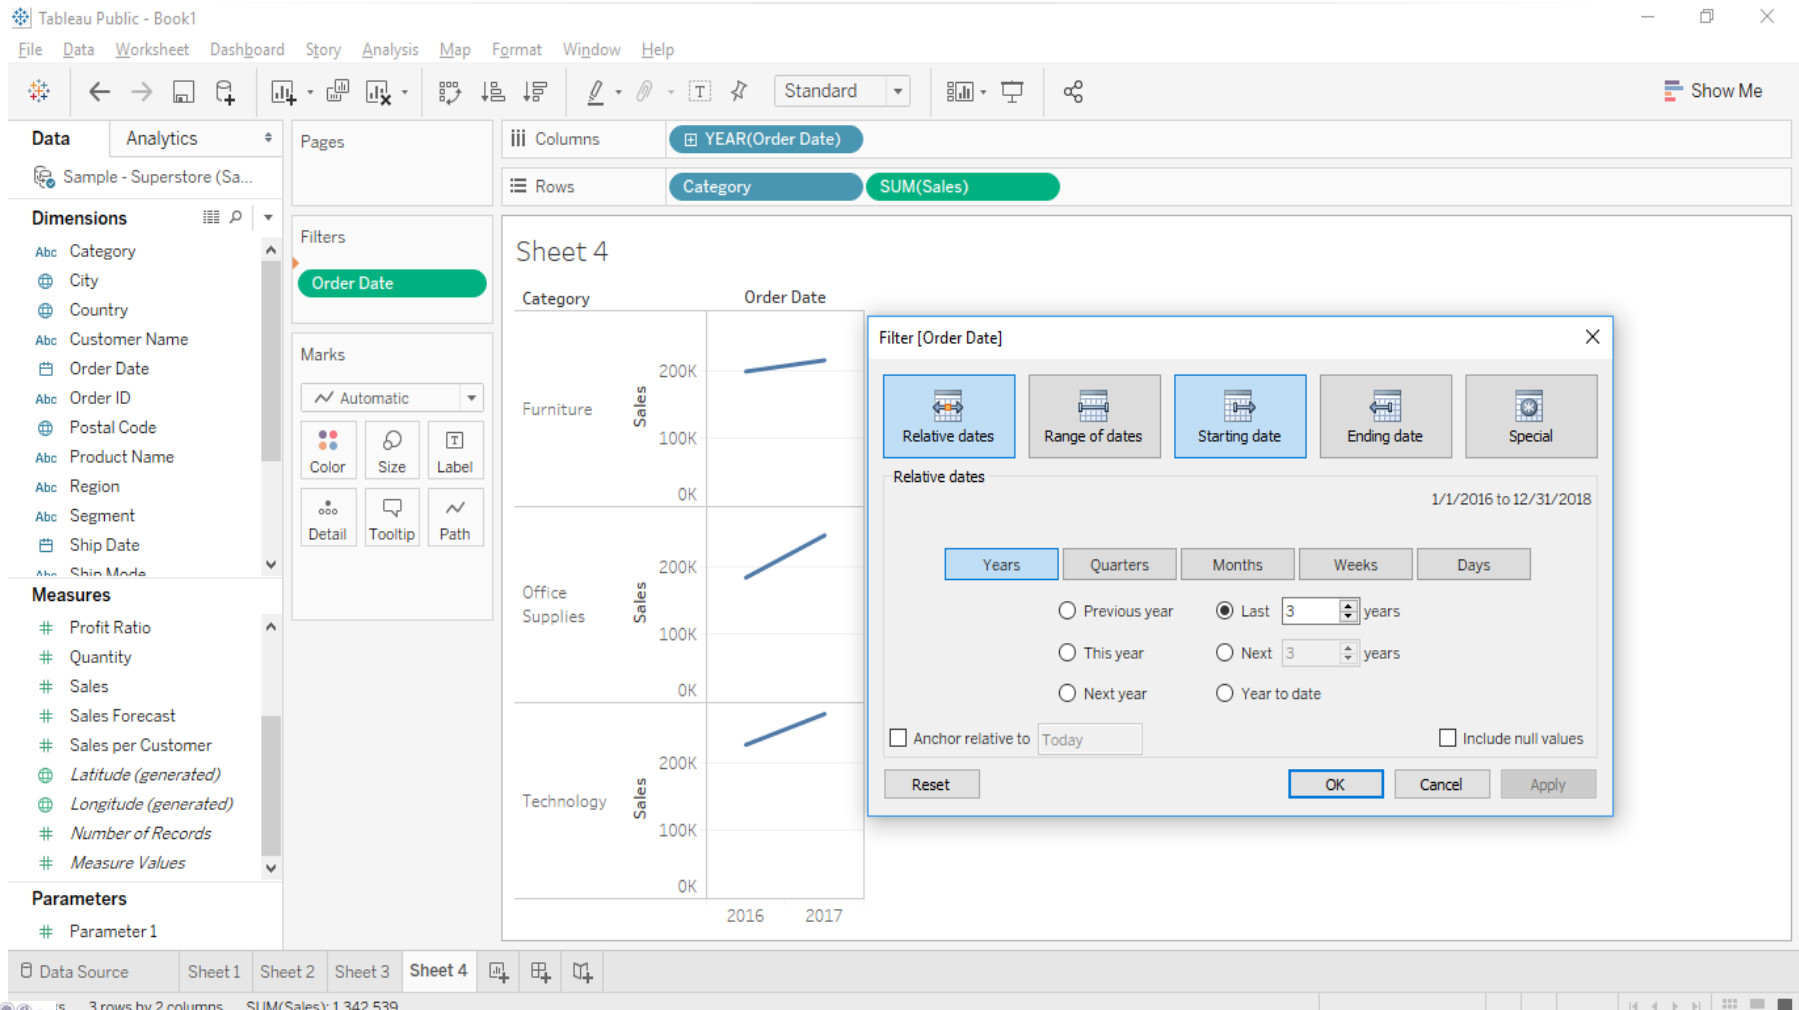 Tableau Public - Book1
File Data Worksheet Dashboard Story Analysis Map Format Window Help
Standard
Show Me
Data Analytics
Sample - Superstore (Sa...
Dimensions
Abc Category
City
Country
Abc Customer Name
Order Date
Abc Order ID
Postal Code
Abc Product Name
Abc Region
Abc Segment
Ship Date
Abc Ship Mode
Measures
# Profit Ratio
# Quantity
# Sales
# Sales Forecast
# Sales per Customer
Latitude (generated)
Longitude (generated)
# Number of Records
# Measure Values
Parameters
# Parameter 1
Pages
Filters
Order Date
Marks
Automatic
Color Size Label
Detail Tooltip Path
Columns YEAR(Order Date)
Rows Category SUM(Sales)
Sheet 4
Category Order Date
Furniture Sales 200K
100K
0K
Office Supplies Sales 200K
100K
0K
Technology Sales 200K
100K
0K
2016 2017
Filter [Order Date]
Relative dates Range of dates Starting date Ending date Special
Relative dates
1/1/2016 to 12/31/2018
Years Quarters Months Weeks Days
Previous year Last 3 years
This year Next 3 years
Next year Year to date
Anchor relative to Today Include null values
Reset OK Cancel Apply
Data Source Sheet 1 Sheet 2 Sheet 3 Sheet 4
3 rows by 2 columns SUM(Sales): 1,342,539